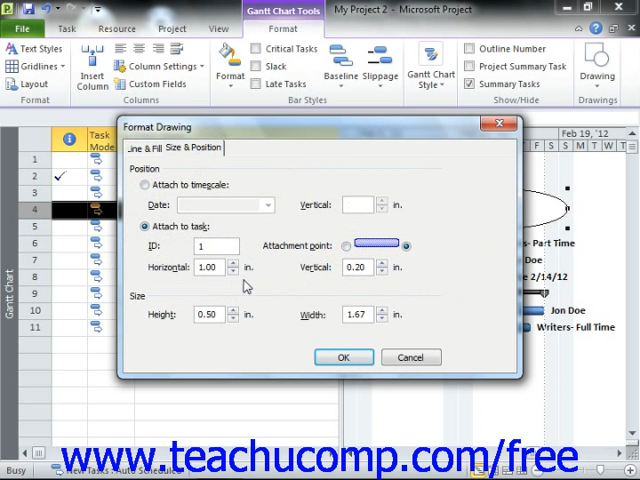 Gantt Chart Tools
My Project 2 - Microsoft Project
File Task Resource Project View Format
Text Styles
Gridlines
Layout
Format
Insert Column
Column Settings
Custom Fields
Columns
Format
Critical Tasks
Slack
Late Tasks
Baseline Slippage
Bar Styles
Gantt Chart Style
Outline Number
Project Summary Task
Summary Tasks
Show/Hide
Drawing
Drawings
Task Mode
Feb 19, '12
F S S M T W T
1
2
3
4
5
6
7
8
9
10
11
Gantt Chart
Format Drawing
Line & Fill Size & Position
Position
Attach to timescale:
Date: Vertical: in.
Attach to task:
ID: 1 Attachment point:
Horizontal: 1.00 in. Vertical: 0.20 in.
Size
Height: 0.50 in. Width: 1.67 in.
OK Cancel
s- Part Time
Doe
e 2/14/12
Jon Doe
Writers- Full Time
www.teachucomp.com/free
Busy New Tasks: Auto Scheduled